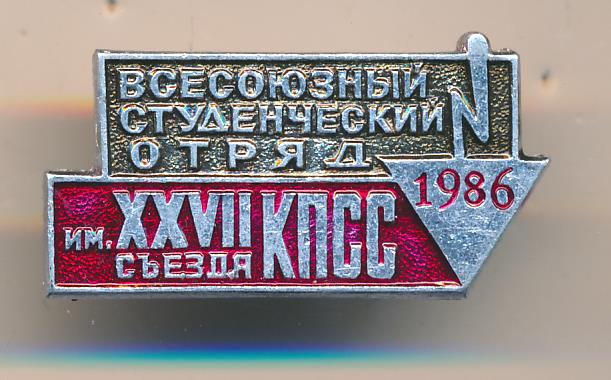 ВСЕСОЮЗНЫЙ
СТУДЕНЧЕСКИЙ
ОТРЯД
1986
ИМ. XXVII КПСС
СЪЕЗДА